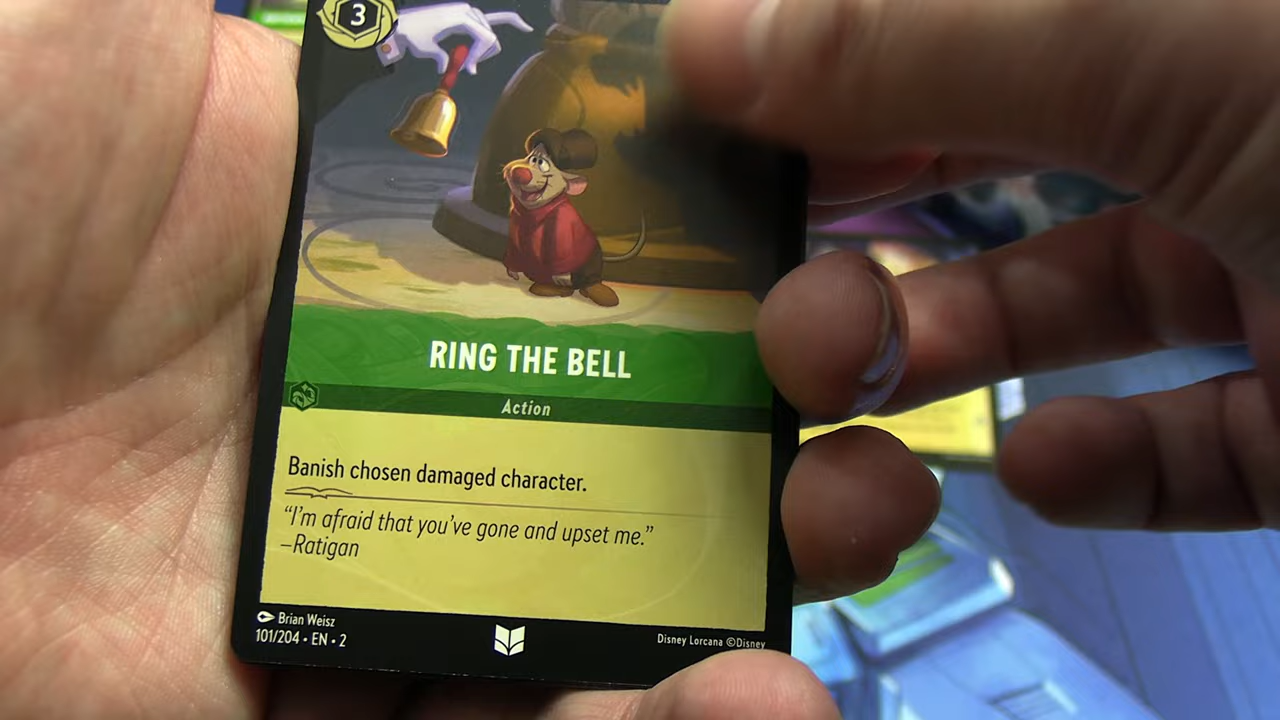 3
RING THE BELL
Action
Banish chosen damaged character.
“I’m afraid that you’ve gone and upset me.”
–Ratigan
Brian Weisz
101/204 • EN • 2
Disney Lorcana ©Disney